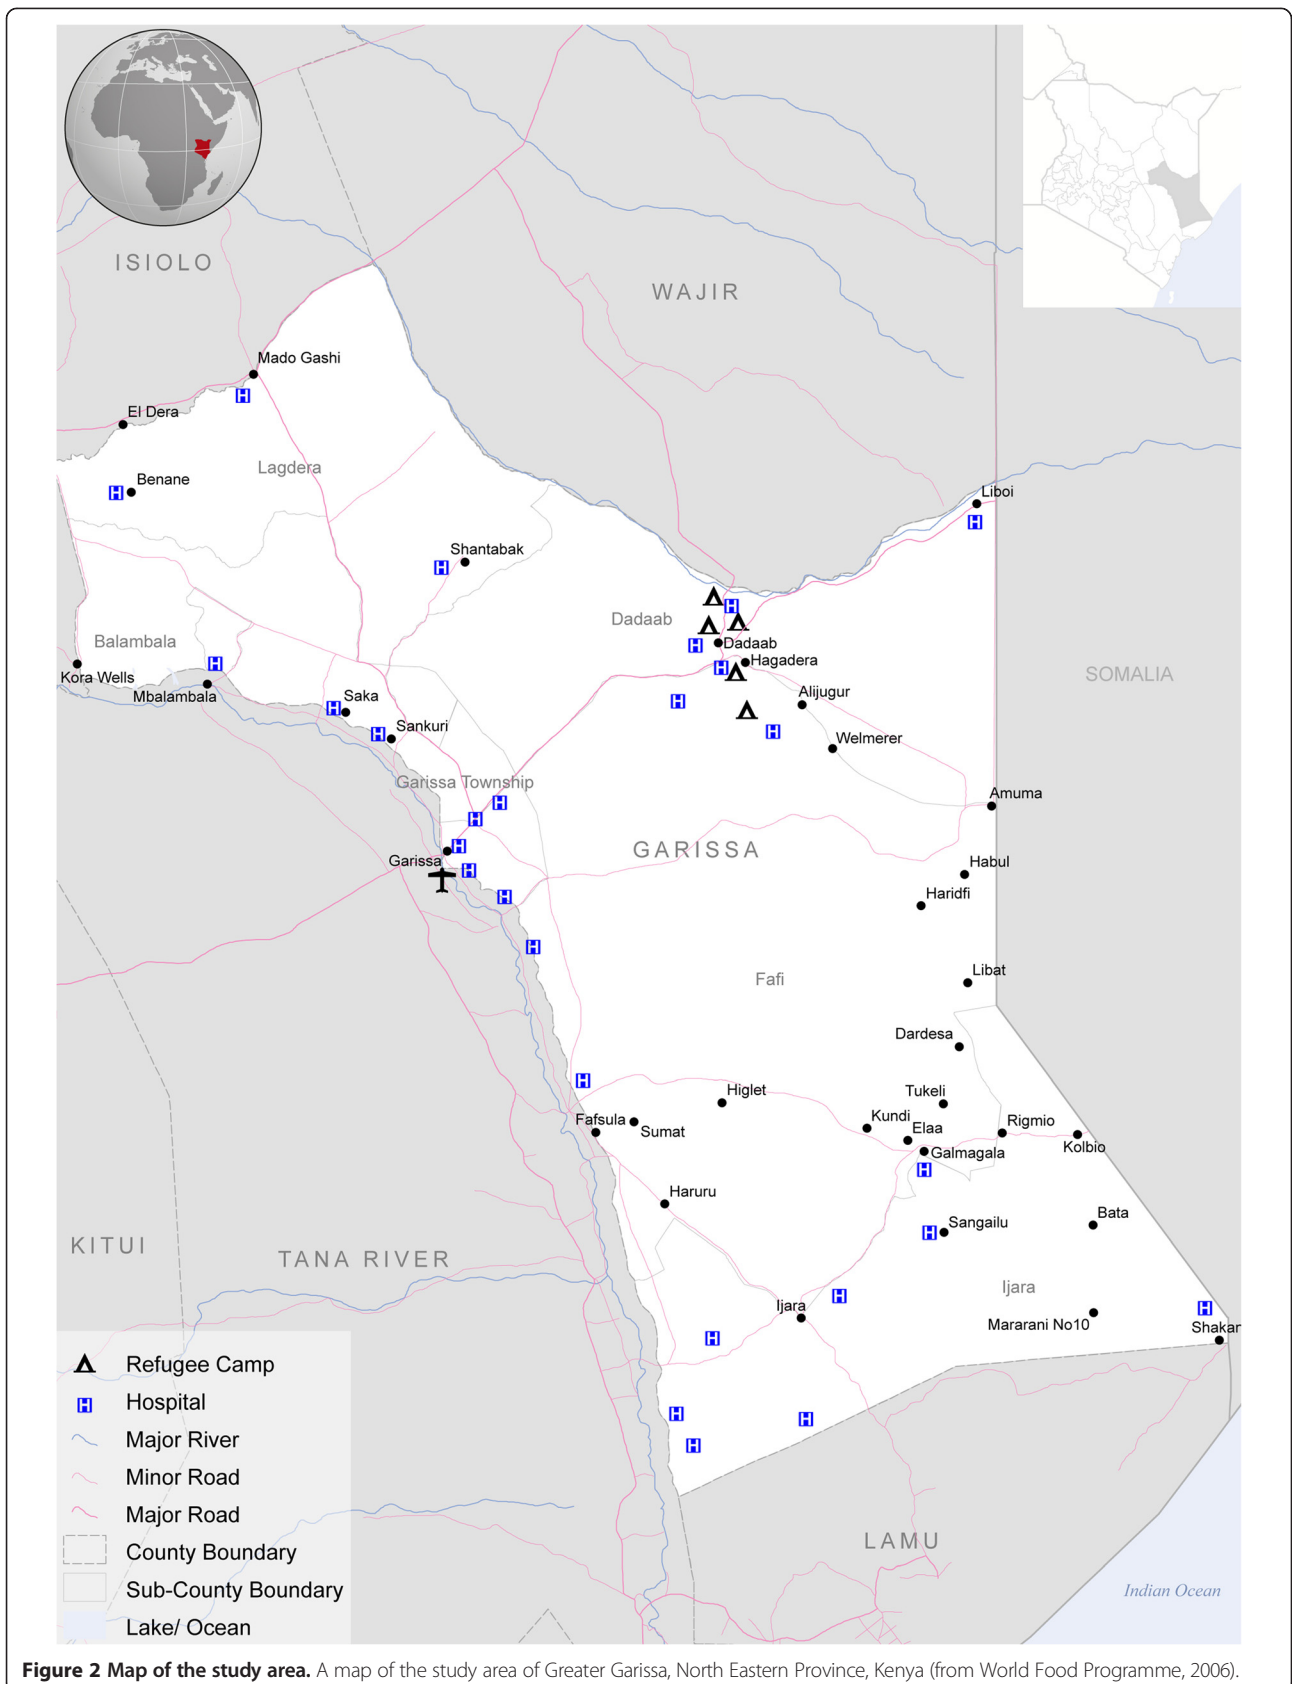 ISIOLO
WAJIR
Mado Gashi
El Dera
Lagdera
Benane
Liboi
Shantabak
Dadaab
Balambala
Dadaab
Hagadera
Kora Wells
SOMALIA
Mbalambala
Saka
Alijugur
Sankuri
Welmerer
Garissa Township
Amuma
GARISSA
Garissa
Habul
Haridfi
Libat
Fafi
Dardesa
Higlet
Tukeli
Fafsula
Sumat
Kundi
Elaa
Rigmio
Galmagala
Kolbio
Haruru
Bata
Sangailu
KITUI
TANA RIVER
Ijara
Ijara
Mararani No10
Shakar
Refugee Camp
H Hospital
Major River
Minor Road
Major Road
County Boundary
Sub-County Boundary
Lake/ Ocean
LAMU
Indian Ocean
Figure 2 Map of the study area. A map of the study area of Greater Garissa, North Eastern Province, Kenya (from World Food Programme, 2006).